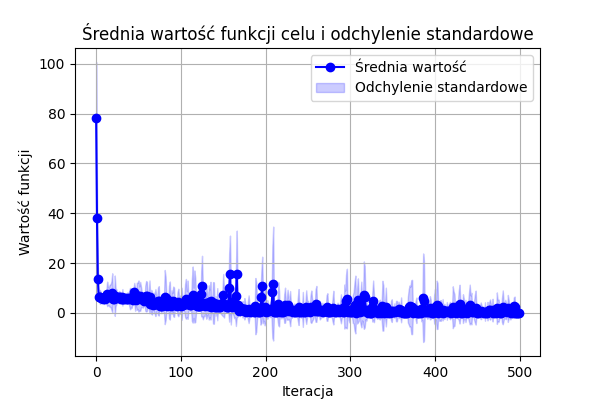 Średnia wartość funkcji celu i odchylenie standardowe
Średnia wartość
Odchylenie standardowe
Wartość funkcji
100
80
60
40
20
0
0
100
200
300
400
500
Iteracja